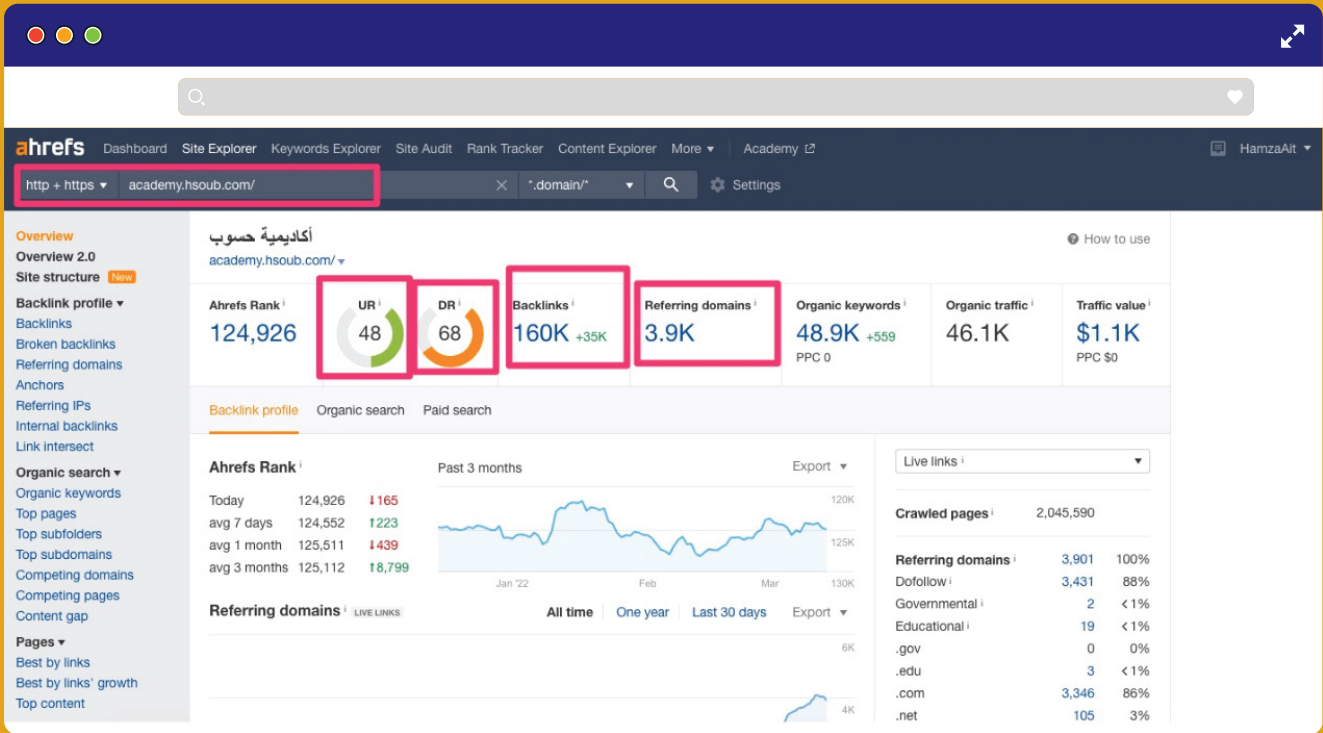 ahrefs Dashboard Site Explorer Keywords Explorer Site Audit Rank Tracker Content Explorer More Academy HamzaAit
http + https academy.hsoub.com/ *.domain/* Settings
Overview
Overview 2.0
Site structure New
Backlink profile
Backlinks
Broken backlinks
Referring domains
Anchors
Referring IPs
Internal backlinks
Link intersect
Organic search
Organic keywords
Top pages
Top subfolders
Top subdomains
Competing domains
Competing pages
Content gap
Pages
Best by links
Best by links' growth
Top content
أكاديمية حسوب
How to use
academy.hsoub.com/
Ahrefs Rank UR DR Backlinks Referring domains Organic keywords Organic traffic Traffic value
124,926 48 68 160K +35K 3.9K 48.9K +559 46.1K $1.1K
PPC 0 PPC $0
Backlink profile Organic search Paid search
Ahrefs Rank Past 3 months Export
Today 124,926 ↓165
avg 7 days 124,552 ↑223
avg 1 month 125,511 ↓439
avg 3 months 125,112 ↑8,799
120K
125K
130K
Jan '22 Feb Mar
Referring domains LIVE LINKS All time One year Last 30 days Export
6K
4K
Live links
Crawled pages 2,045,590
Referring domains 3,901 100%
Dofollow 3,431 88%
Governmental 2 <1%
Educational 19 <1%
.gov 0 0%
.edu 3 <1%
.com 3,346 86%
.net 105 3%